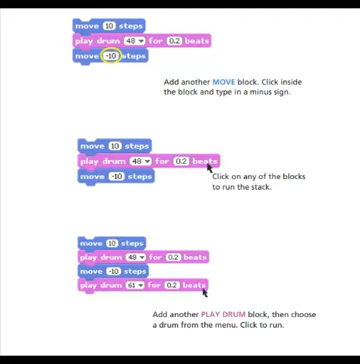 move 10 steps
play drum 48 for 0.2 beats
move -10 steps
Add another MOVE block. Click inside
the block and type in a minus sign.
move 10 steps
play drum 48 for 0.2 beats
move -10 steps
Click on any of the blocks
to run the stack.
move 10 steps
play drum 48 for 0.2 beats
move -10 steps
play drum 61 for 0.2 beats
Add another PLAY DRUM block, then choose
a drum from the menu. Click to run.